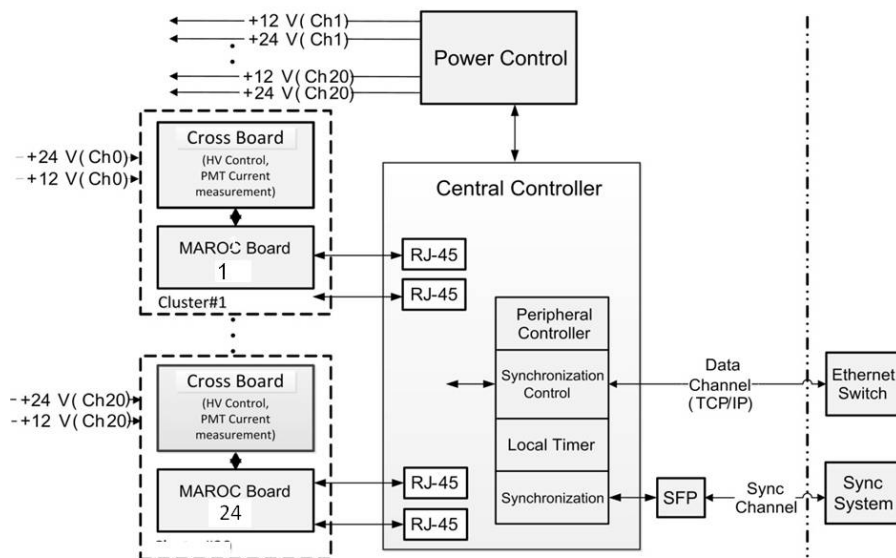 +12 V( Ch1)
+24 V( Ch1)
+12 V( Ch20)
+24 V( Ch20)
Power Control
Cross Board
(HV Control,
PMT Current
measurement)
+24 V( Ch0)
+12 V( Ch0)
MAROC Board
1
Cluster#1
Central Controller
RJ-45
RJ-45
Peripheral
Controller
Synchronization
Control
Local Timer
Synchronization
Data
Channel
(TCP/IP)
Ethernet
Switch
Cross Board
(HV Control,
PMT Current
measurement)
+24 V( Ch20)
+12 V( Ch20)
MAROC Board
24
RJ-45
RJ-45
SFP
Sync
Channel
Sync
System